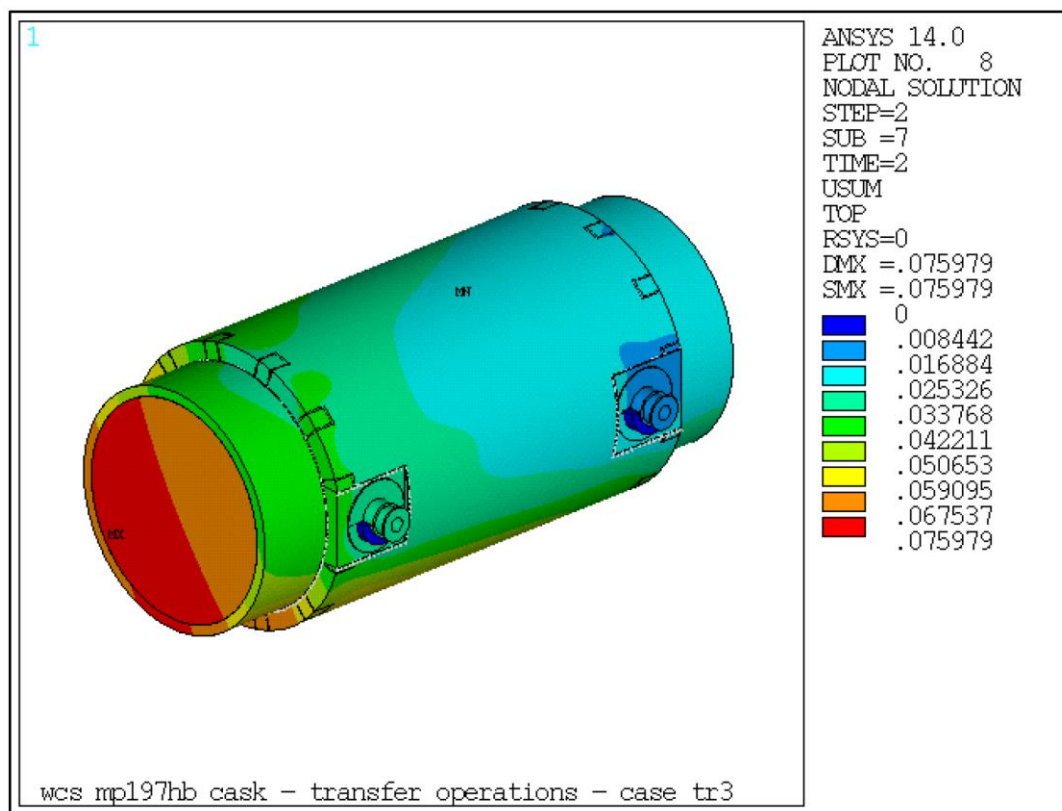 1
ANSYS 14.0
PLOT NO.   8
NODAL SOLUTION
STEP=2
SUB =7
TIME=2
USUM
TOP
RSYS=0
DMX =.075979
SMX =.075979
0
.008442
.016884
.025326
.033768
.042211
.050653
.059095
.067537
.075979
MN
MX
wcs mp197hb cask - transfer operations - case tr3